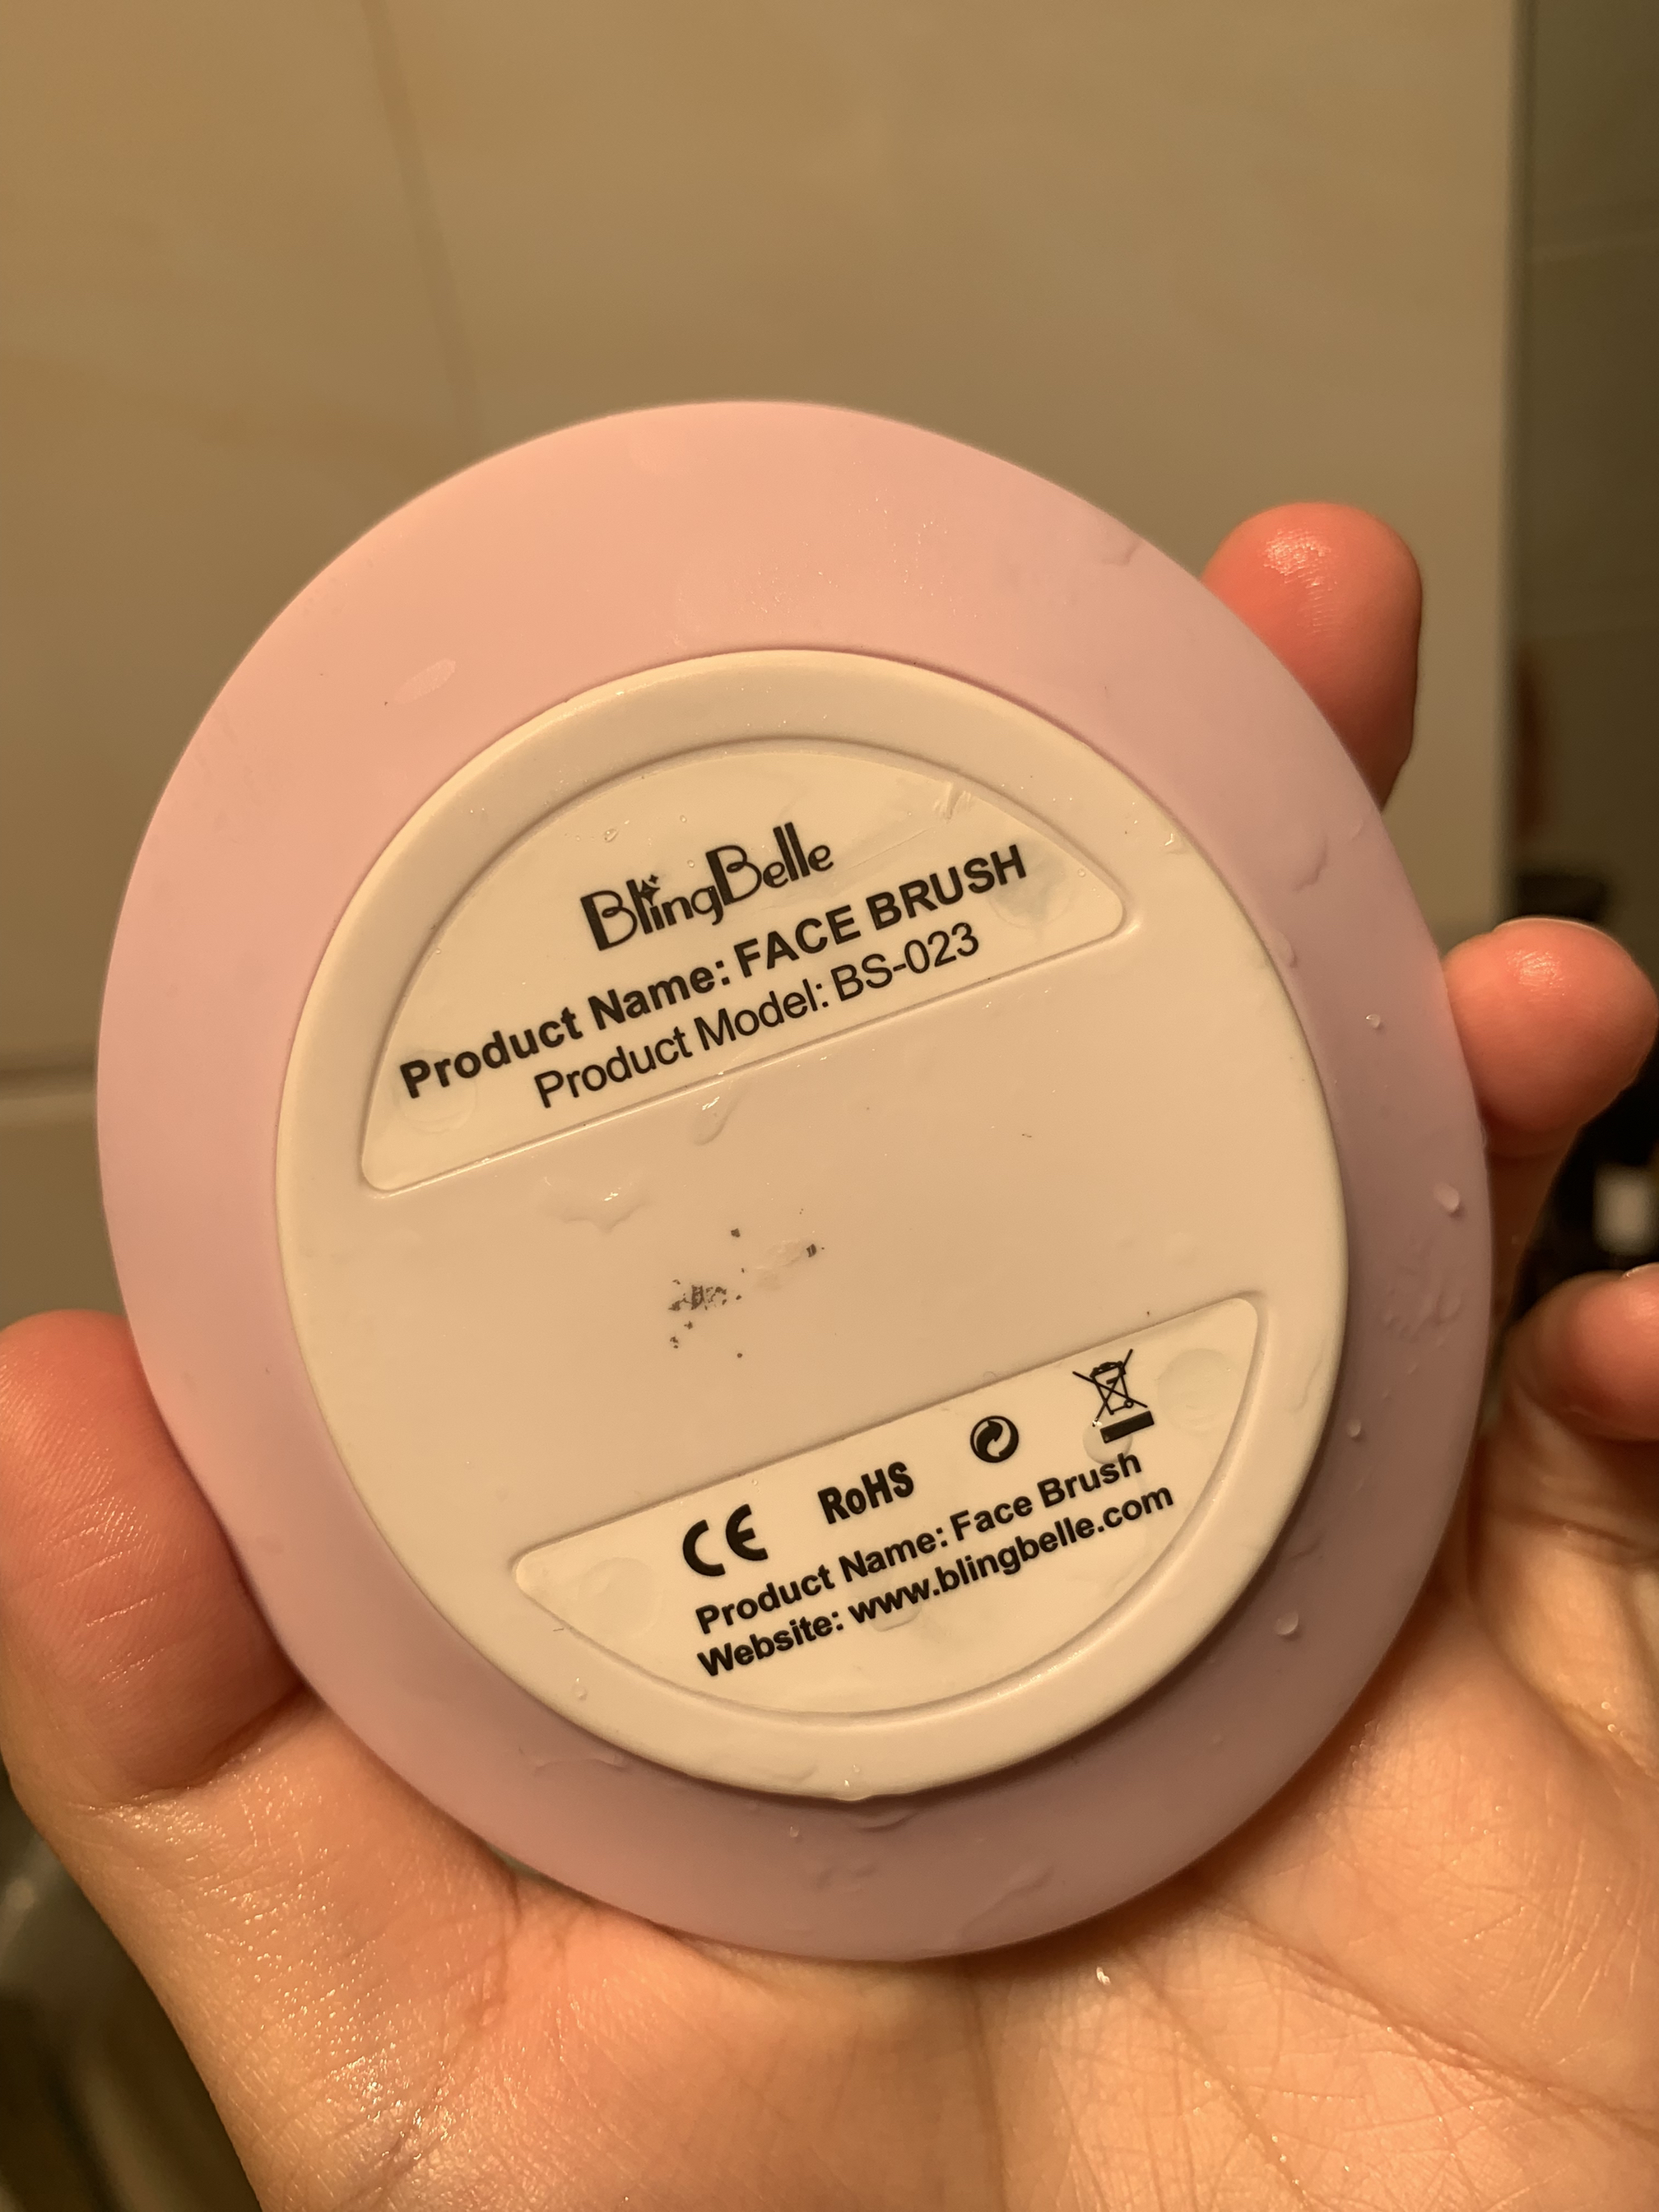 BlingBelle
Product Name: FACE BRUSH
Product Model: BS-023
CE RoHS
Product Name: Face Brush
Website: www.blingbelle.com